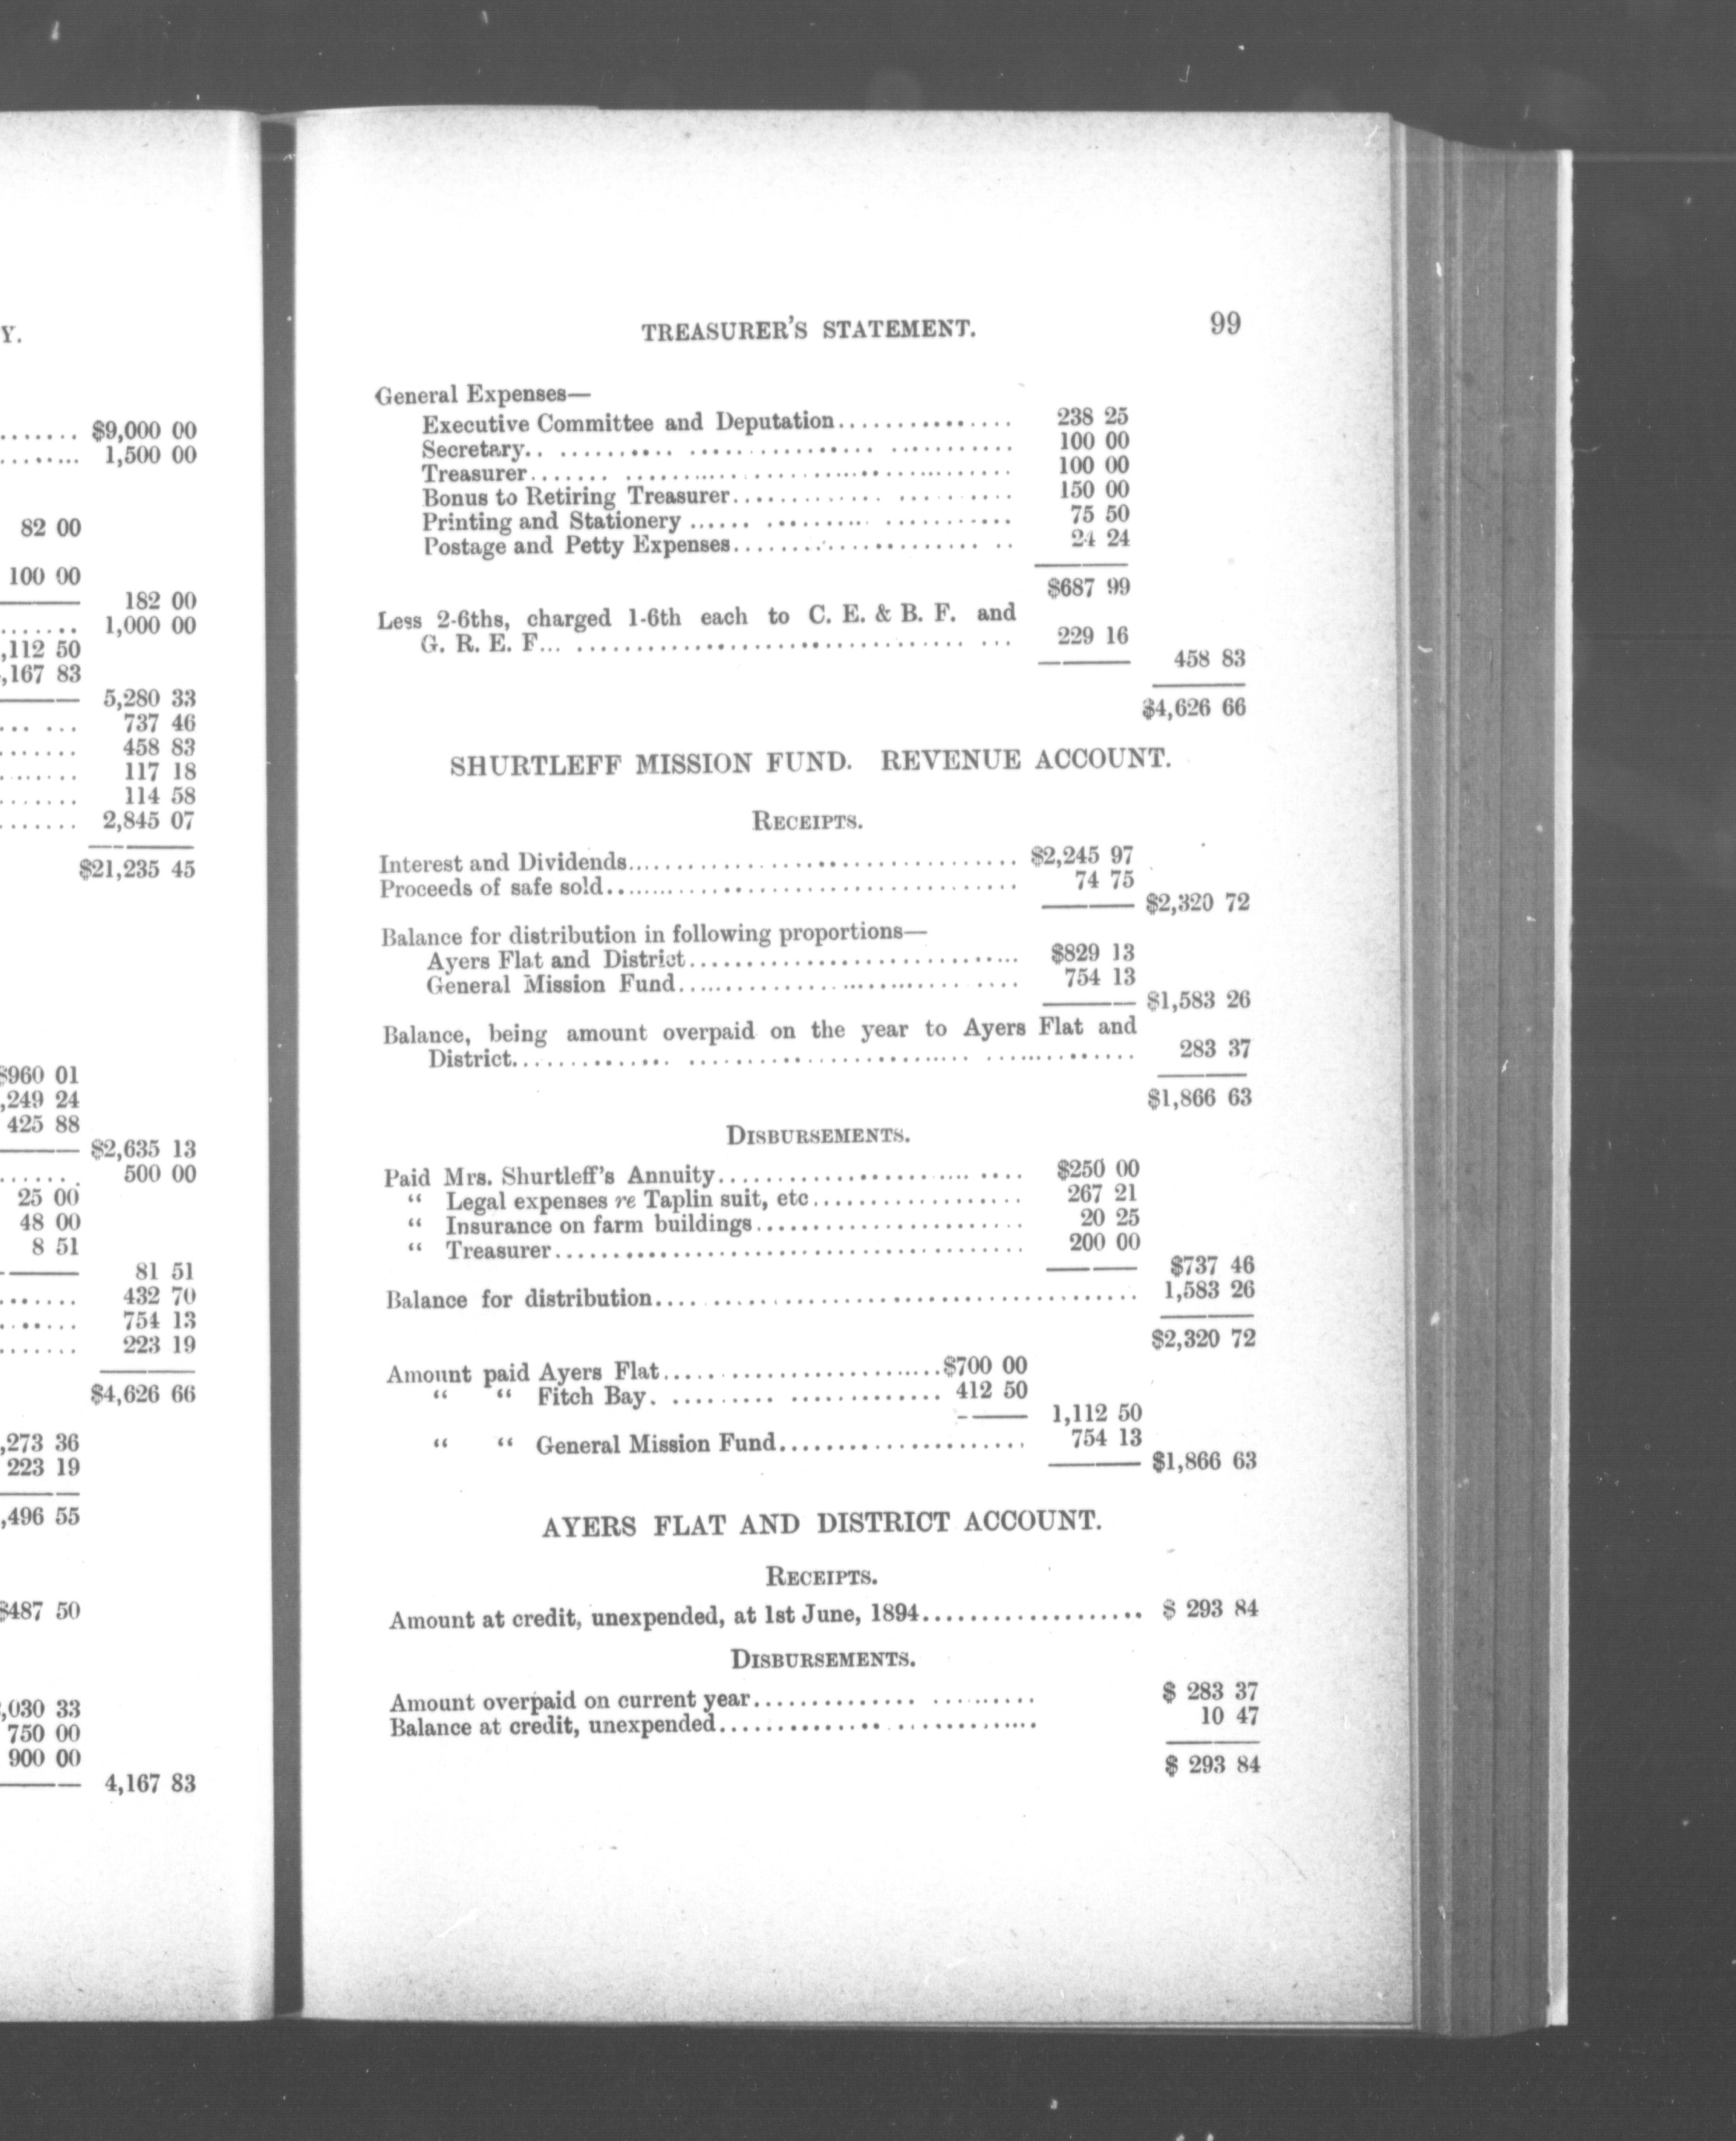 Y.
....... $9,000 00
......... 1,500 00
82 00
100 00
182 00
....... 1,000 00
,112 50
,167 83
5,280 33
... ... 737 46
....... 458 83
....... 117 18
....... 114 58
....... 2,845 07
$21,235 45
$960 01
,249 24
425 88
$2,635 13
....... 500 00
25 00
48 00
8 51
81 51
....... 432 70
....... 754 13
....... 223 19
$4,626 66
,273 36
223 19
,496 55
$487 50
,030 33
750 00
900 00
4,167 83
TREASURER'S STATEMENT. 99
General Expenses—
Executive Committee and Deputation............... 238 25
Secretary.. .......... ................ ........... 100 00
Treasurer....... ................................. 100 00
Bonus to Retiring Treasurer............. .......... 150 00
Printing and Stationery ...... .......... ........... 75 50
Postage and Petty Expenses..................... .. 24 24
$687 99
Less 2-6ths, charged 1-6th each to C. E. & B. F. and
G. R. E. F... ................................. ... 229 16
458 83
$4,626 66
SHURTLEFF MISSION FUND. REVENUE ACCOUNT.
RECEIPTS.
Interest and Dividends................................. $2,245 97
Proceeds of safe sold................................... 74 75
$2,320 72
Balance for distribution in following proportions—
Ayers Flat and District............................ $829 13
General Mission Fund........................ .... 754 13
$1,583 26
Balance, being amount overpaid on the year to Ayers Flat and
District.............. ........................ ............. 283 37
$1,866 63
DISBURSEMENTS.
Paid Mrs. Shurtleff's Annuity....................... .... $250 00
“ Legal expenses re Taplin suit, etc.................. 267 21
“ Insurance on farm buildings....................... 20 25
“ Treasurer........................................ 200 00
$737 46
Balance for distribution......................................... 1,583 26
$2,320 72
Amount paid Ayers Flat........................$700 00
“ “ Fitch Bay. ......... ............. 412 50
1,112 50
“ “ General Mission Fund..................... 754 13
$1,866 63
AYERS FLAT AND DISTRICT ACCOUNT.
RECEIPTS.
Amount at credit, unexpended, at 1st June, 1894................... $ 293 84
DISBURSEMENTS.
Amount overpaid on current year.............. .......... $ 283 37
Balance at credit, unexpended........................... 10 47
$ 293 84